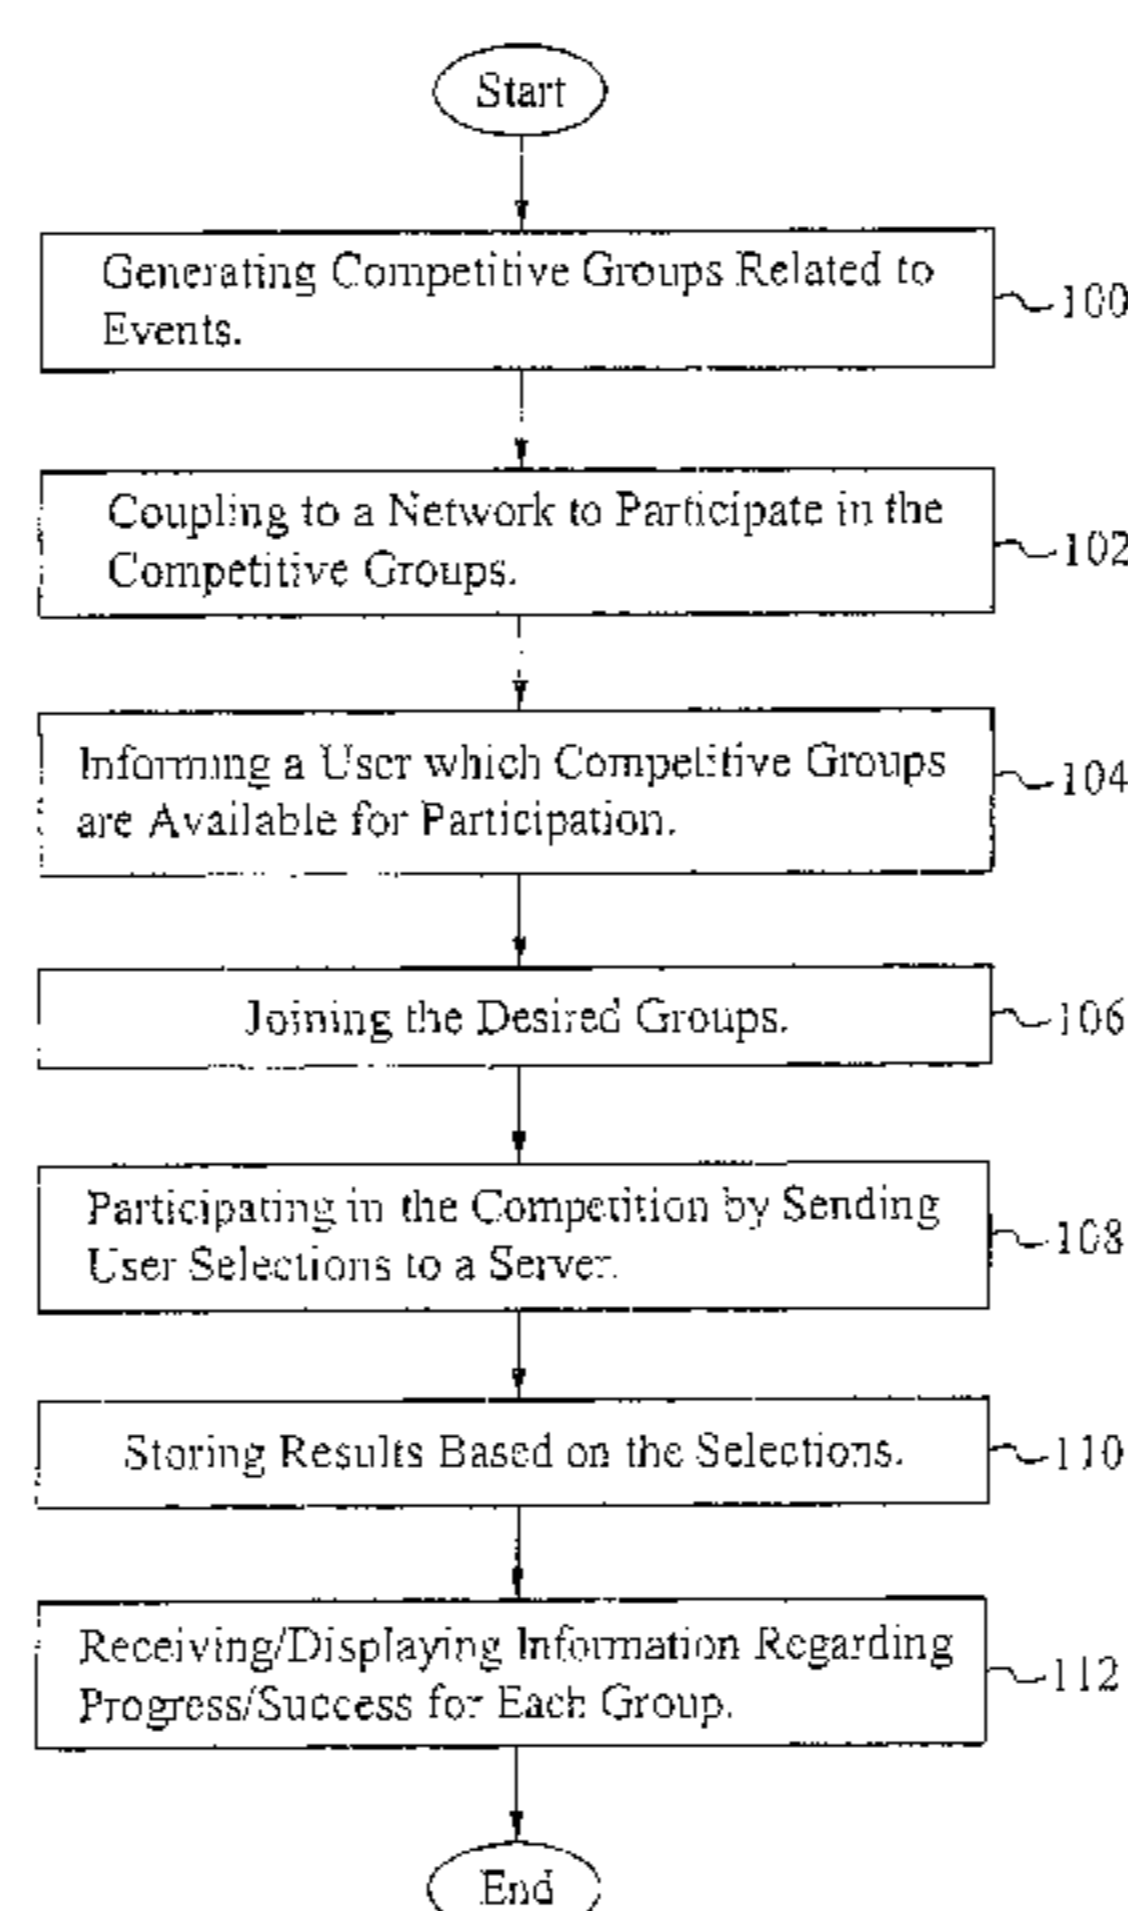 Start
Generating Competitive Groups Related to
Events.
100
Coupling to a Network to Participate in the
Competitive Groups.
102
Informing a User which Competitive Groups
are Available for Participation.
104
Joining the Desired Groups.
106
Participating in the Competition by Sending
User Selections to a Server.
108
Storing Results Based on the Selections.
110
Receiving/Displaying Information Regarding
Progress/Success for Each Group.
112
End